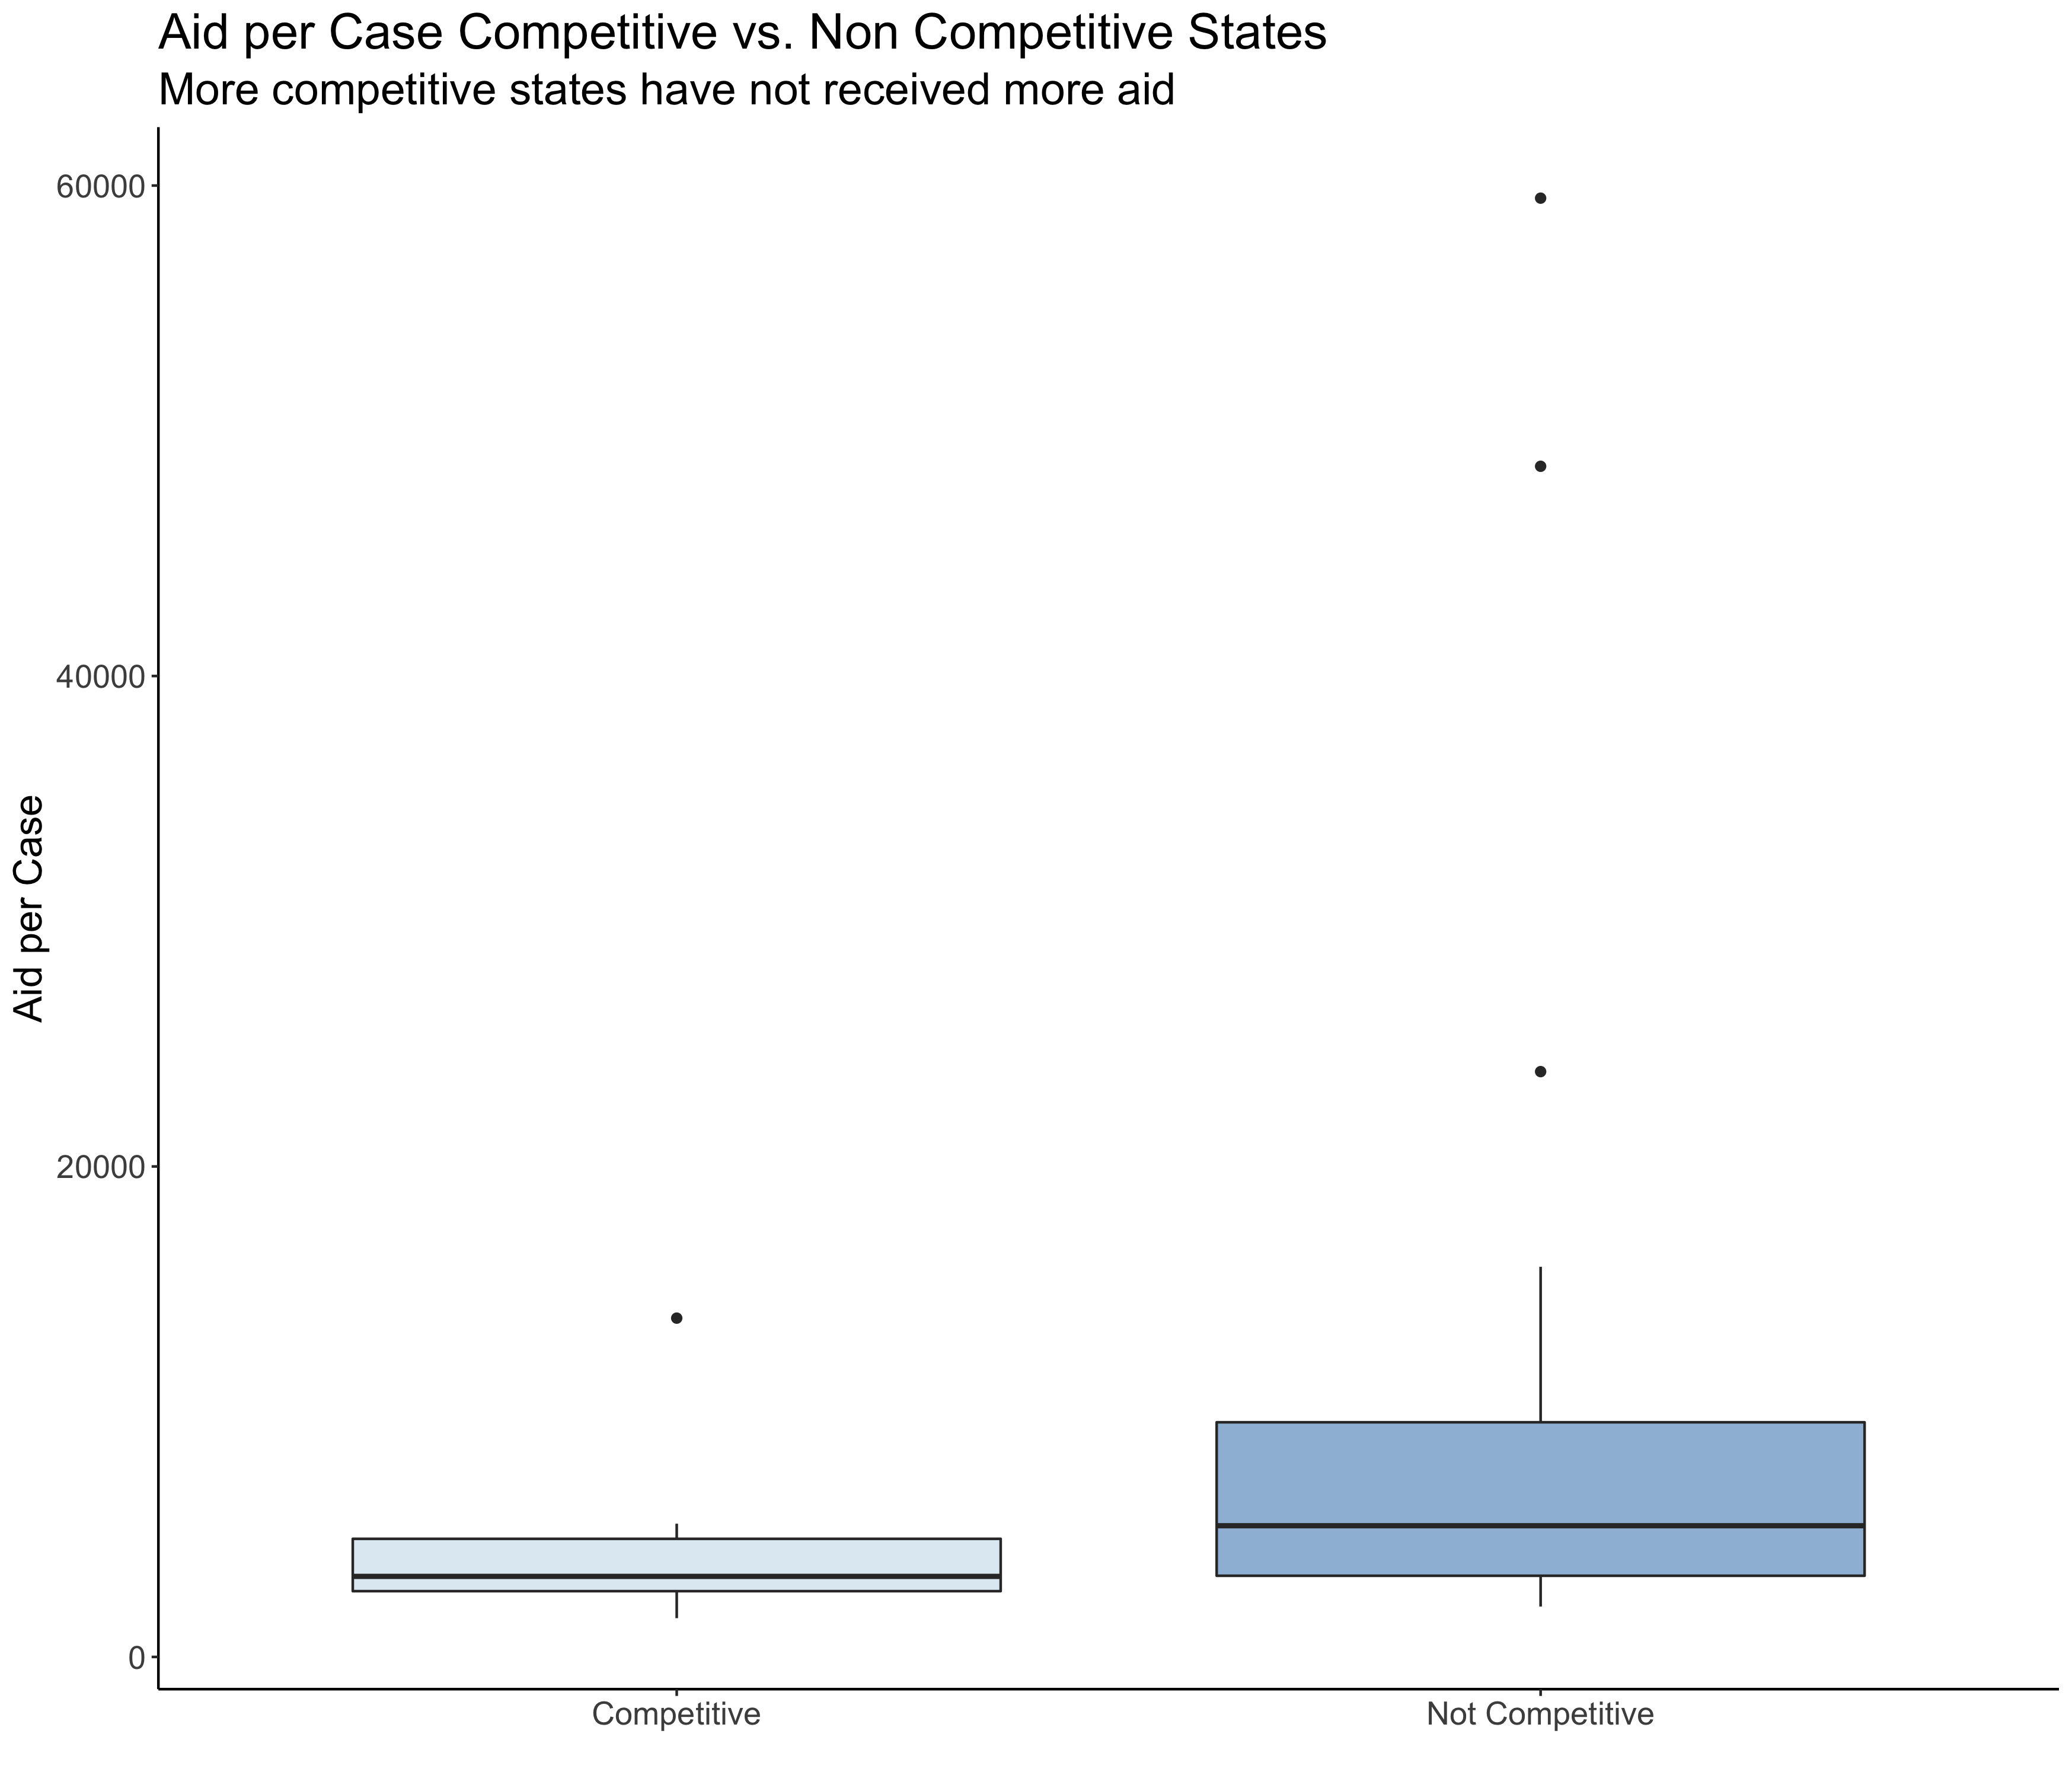 Aid per Case Competitive vs. Non Competitive States
More competitive states have not received more aid
60000
40000
20000
0
Aid per Case
Competitive
Not Competitive